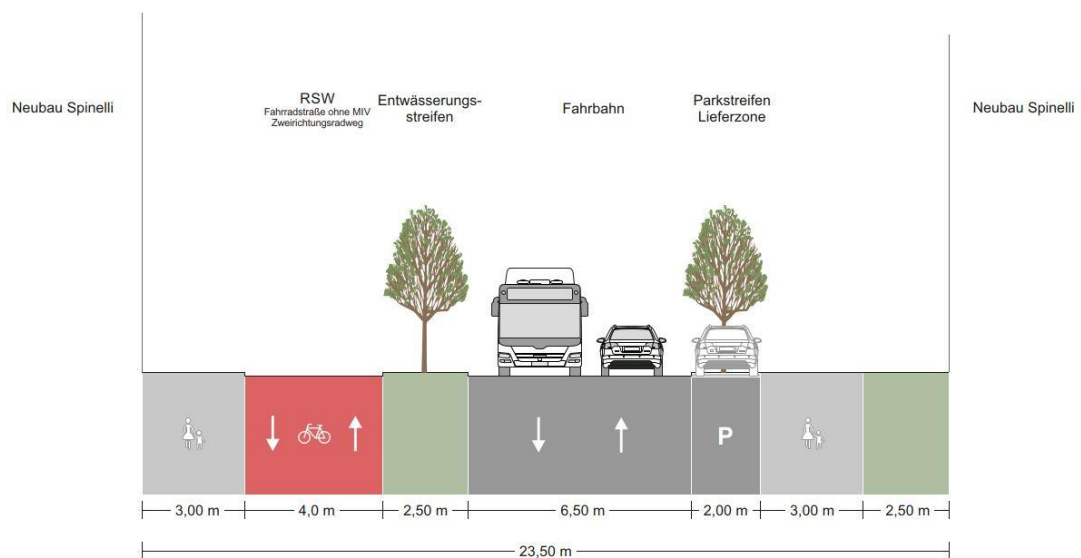 Neubau Spinelli
RSW
Fahrradstraße ohne MIV
Zweirichtungsradweg
Entwässerungs-
streifen
Fahrbahn
Parkstreifen
Lieferzone
Neubau Spinelli
P
3,00 m
4,0 m
2,50 m
6,50 m
2,00 m
3,00 m
2,50 m
23,50 m